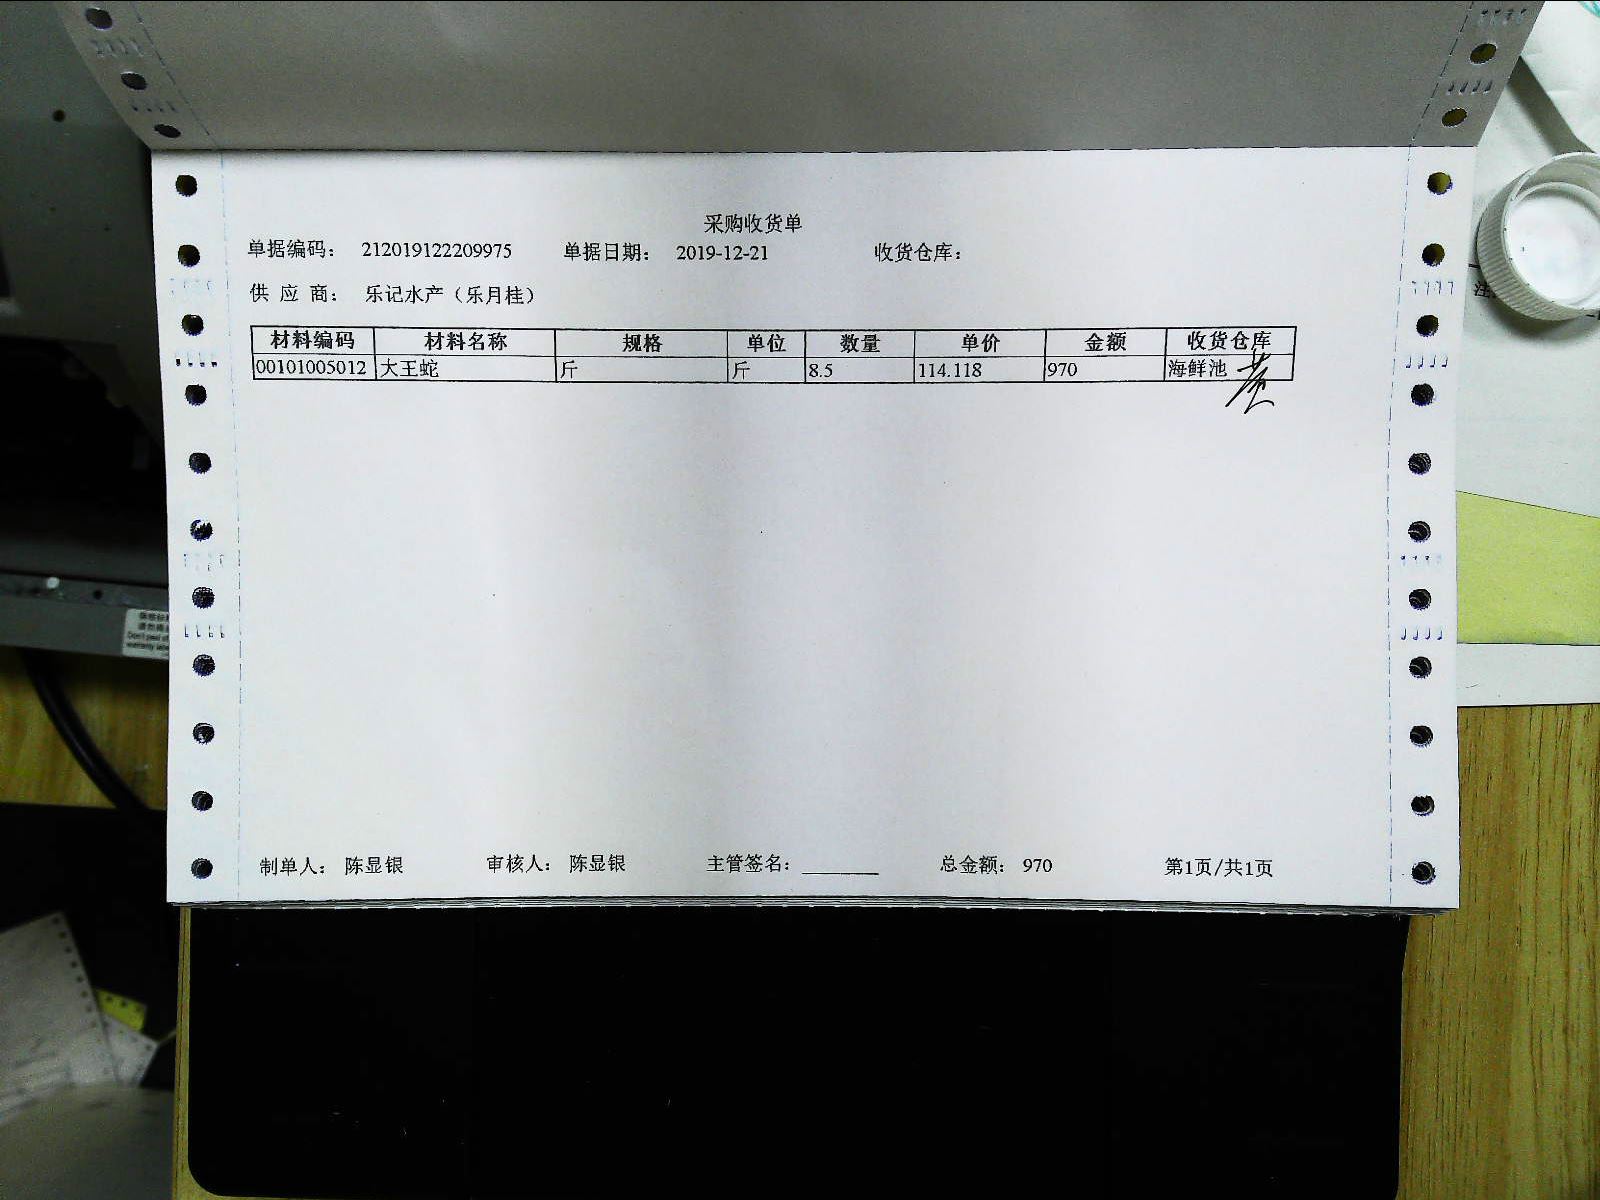 采购收货单
单据编码： 212019122209975 单据日期： 2019-12-21 收货仓库：
供 应 商： 乐记水产（乐月桂）
材料编码 材料名称 规格 单位 数量 单价 金额 收货仓库
00101005012 大王蛇 斤 斤 8.5 114.118 970 海鲜池
制单人： 陈显银 审核人： 陈显银 主管签名： 总金额： 970 第1页/共1页